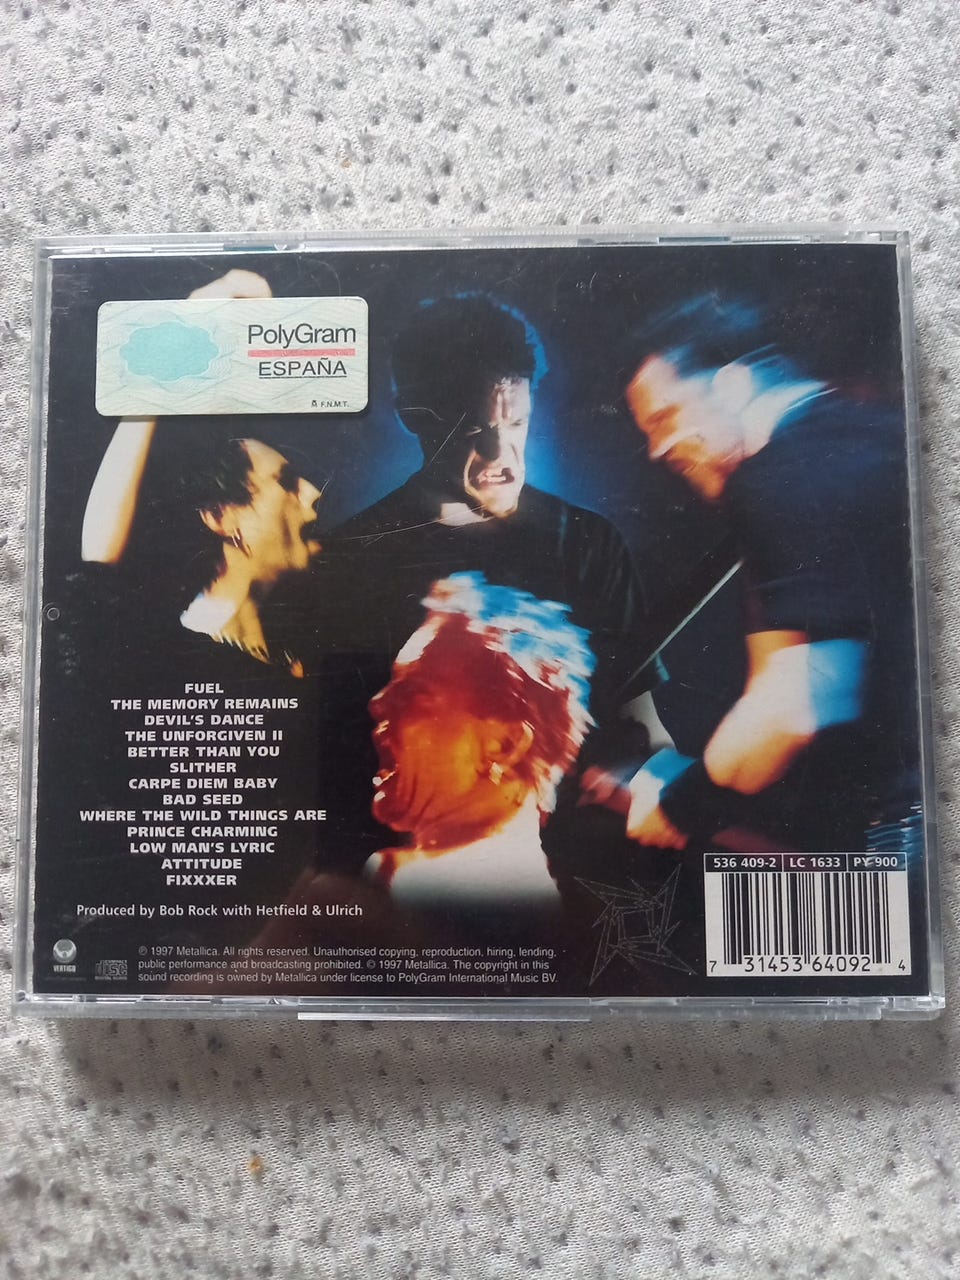 PolyGram
ESPAÑA
F.N.M.T.
FUEL
THE MEMORY REMAINS
DEVIL'S DANCE
THE UNFORGIVEN II
BETTER THAN YOU
SLITHER
CARPE DIEM BABY
BAD SEED
WHERE THE WILD THINGS ARE
PRINCE CHARMING
LOW MAN'S LYRIC
ATTITUDE
FIXXXER
Produced by Bob Rock with Hetfield & Ulrich
VERTIGO
COMPACT
disc
DIGITAL AUDIO
℗ 1997 Metallica. All rights reserved. Unauthorised copying, reproduction, hiring, lending,
public performance and broadcasting prohibited. © 1997 Metallica. The copyright in this
sound recording is owned by Metallica under license to PolyGram International Music BV.
536 409-2 LC 1633 PY 900
7 31453 64092 4